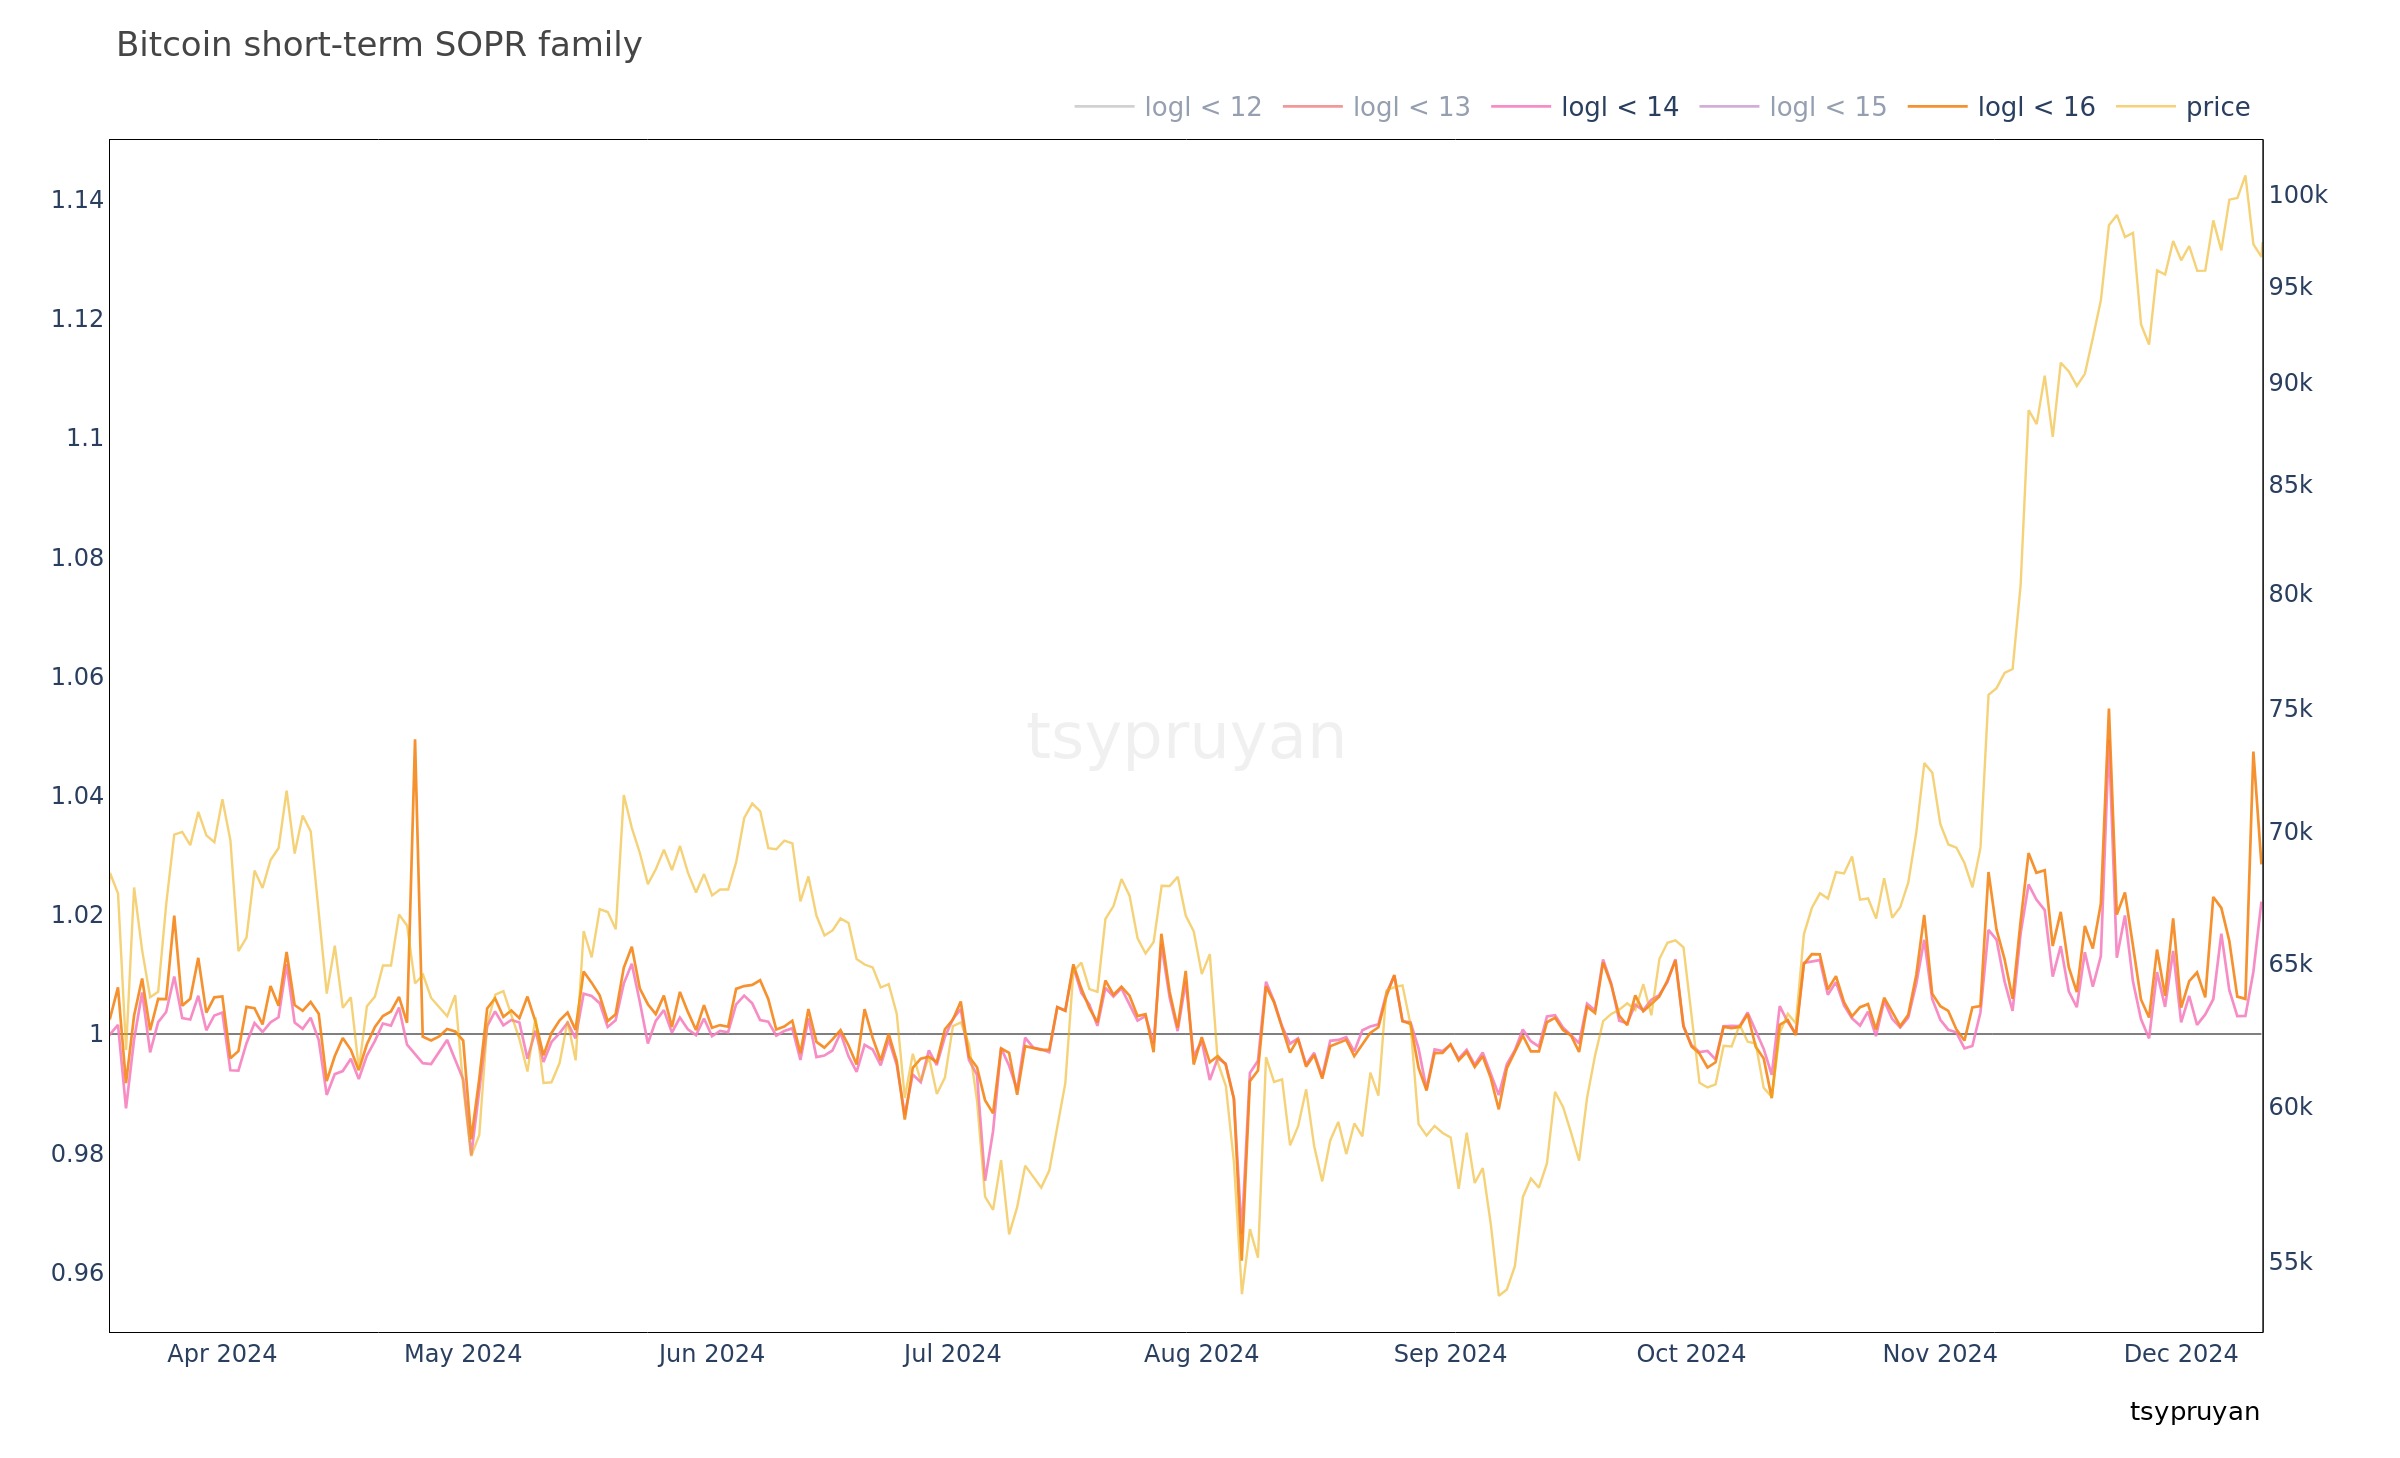 Bitcoin short-term SOPR family
logl < 12 logl < 13 logl < 14 logl < 15 logl < 16 price
1.14
1.12
1.1
1.08
1.06
1.04
1.02
1
0.98
0.96
100k
95k
90k
85k
80k
75k
70k
65k
60k
55k
tsypruyan
Apr 2024 May 2024 Jun 2024 Jul 2024 Aug 2024 Sep 2024 Oct 2024 Nov 2024 Dec 2024
tsypruyan